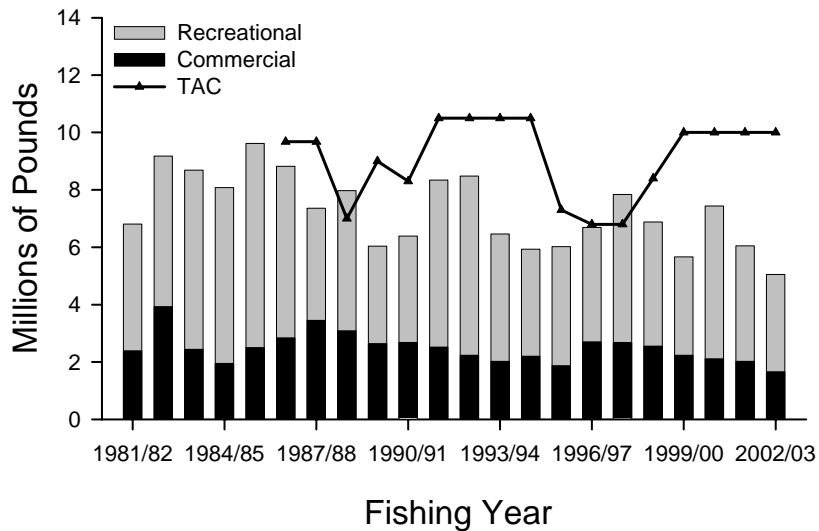 14
12
10
8
6
4
2
0
Millions of Pounds
Recreational
Commercial
TAC
1981/82 1984/85 1987/88 1990/91 1993/94 1996/97 1999/00 2002/03
Fishing Year